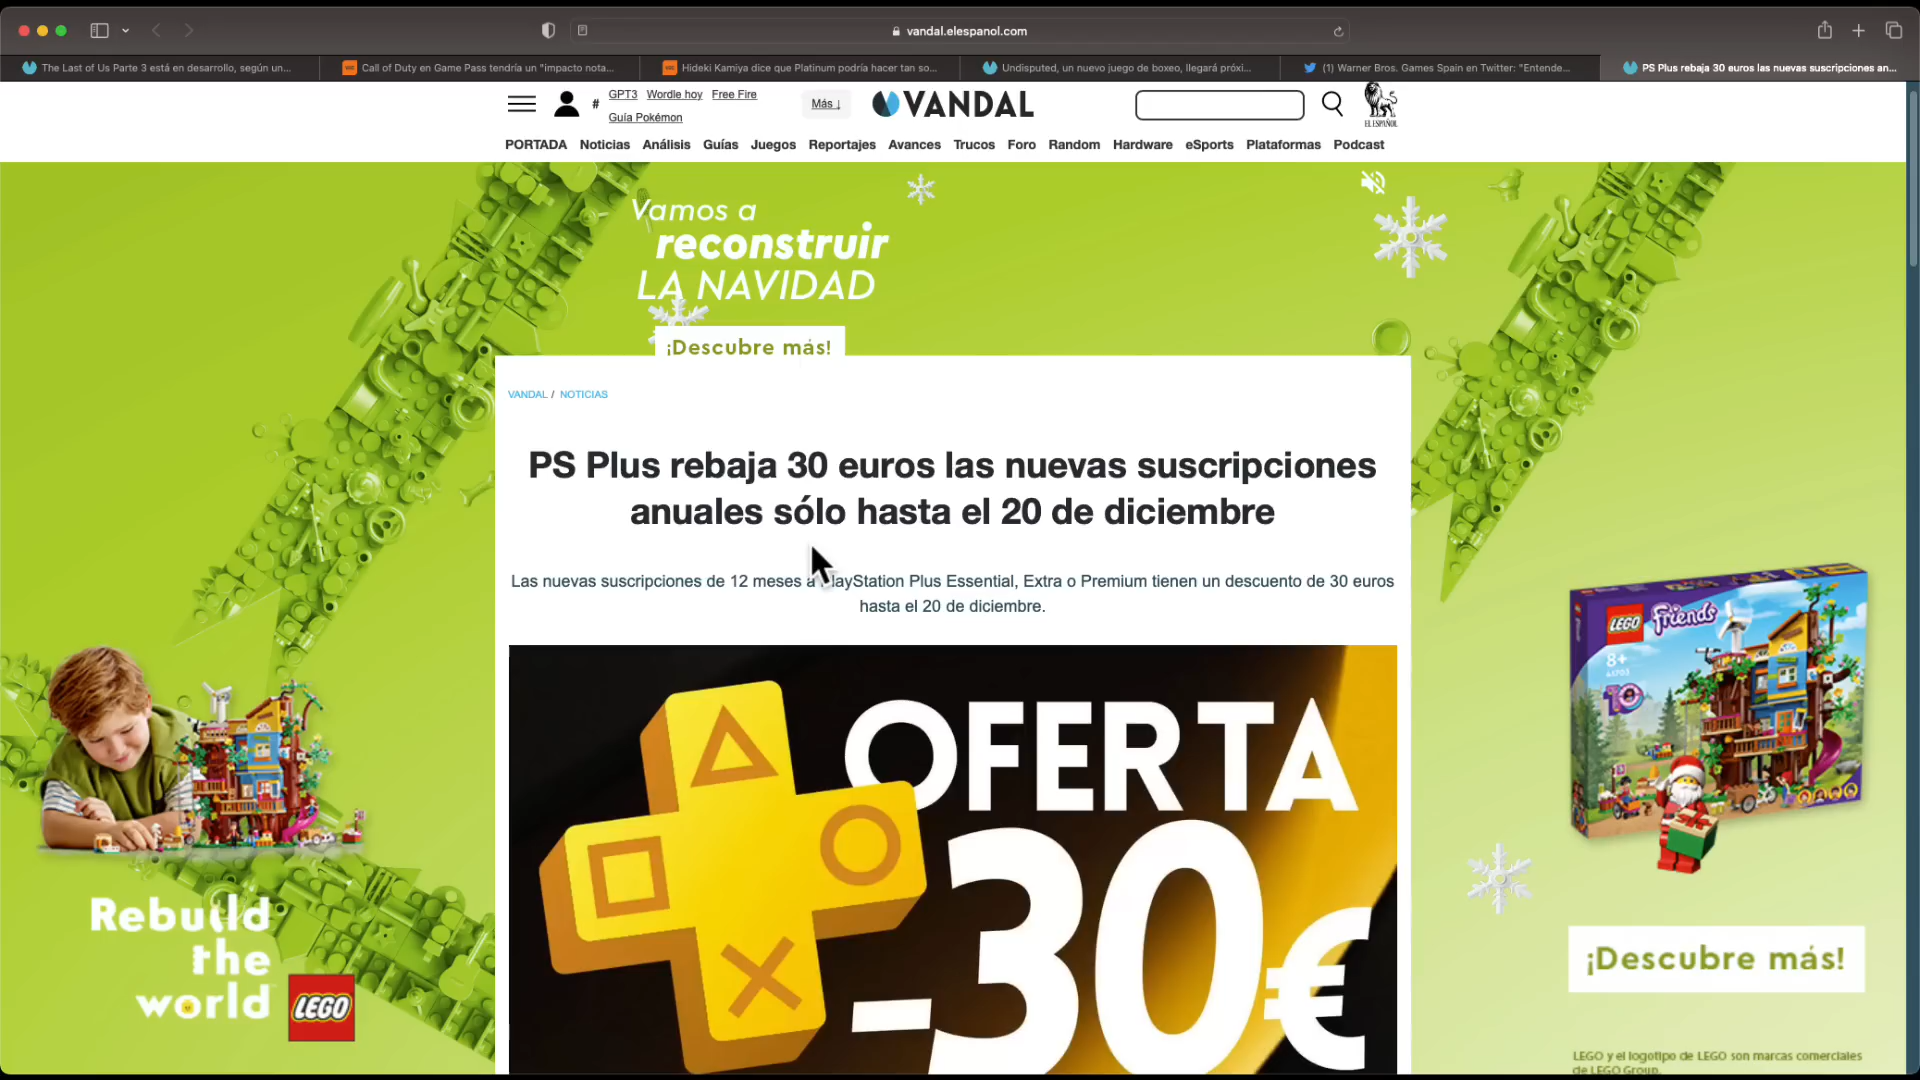 vandal.elespanol.com
The Last of Us Parte 3 está en desarrollo, según un...
Call of Duty en Game Pass tendría un "impacto nota...
Hideki Kamiya dice que Platinum podría hacer tan so...
Undisputed, un nuevo juego de boxeo, llegará próxi...
(1) Warner Bros. Games Spain en Twitter: "Entende...
PS Plus rebaja 30 euros las nuevas suscripciones an...
# GPT3 Wordle hoy Free Fire
Guía Pokémon
Más ↓
VANDAL
EL ESPAÑOL
PORTADA Noticias Análisis Guías Juegos Reportajes Avances Trucos Foro Random Hardware eSports Plataformas Podcast
Vamos a
reconstruir
LA NAVIDAD
¡Descubre más!
VANDAL / NOTICIAS
PS Plus rebaja 30 euros las nuevas suscripciones
anuales sólo hasta el 20 de diciembre
Las nuevas suscripciones de 12 meses a layStation Plus Essential, Extra o Premium tienen un descuento de 30 euros
hasta el 20 de diciembre.
OFERTA
-30€
Rebuild
the
world
LEGO
LEGO Friends
8+
41703
10
¡Descubre más!
LEGO y el logotipo de LEGO son marcas comerciales
de LEGO Group.